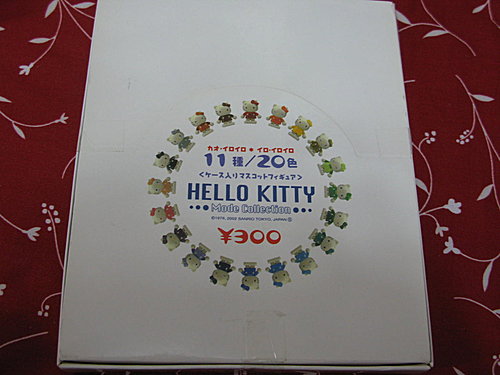 カオ・イロイロ * イロ・イロイロ
11種/20色
<ケース入りマスコットフィギュア>
HELLO KITTY
Mode Collection
©1976, 2002 SANRIO TOKYO, JAPAN Ⓛ
¥300